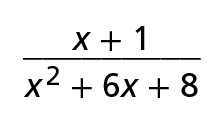 x + 1
x² + 6x + 8